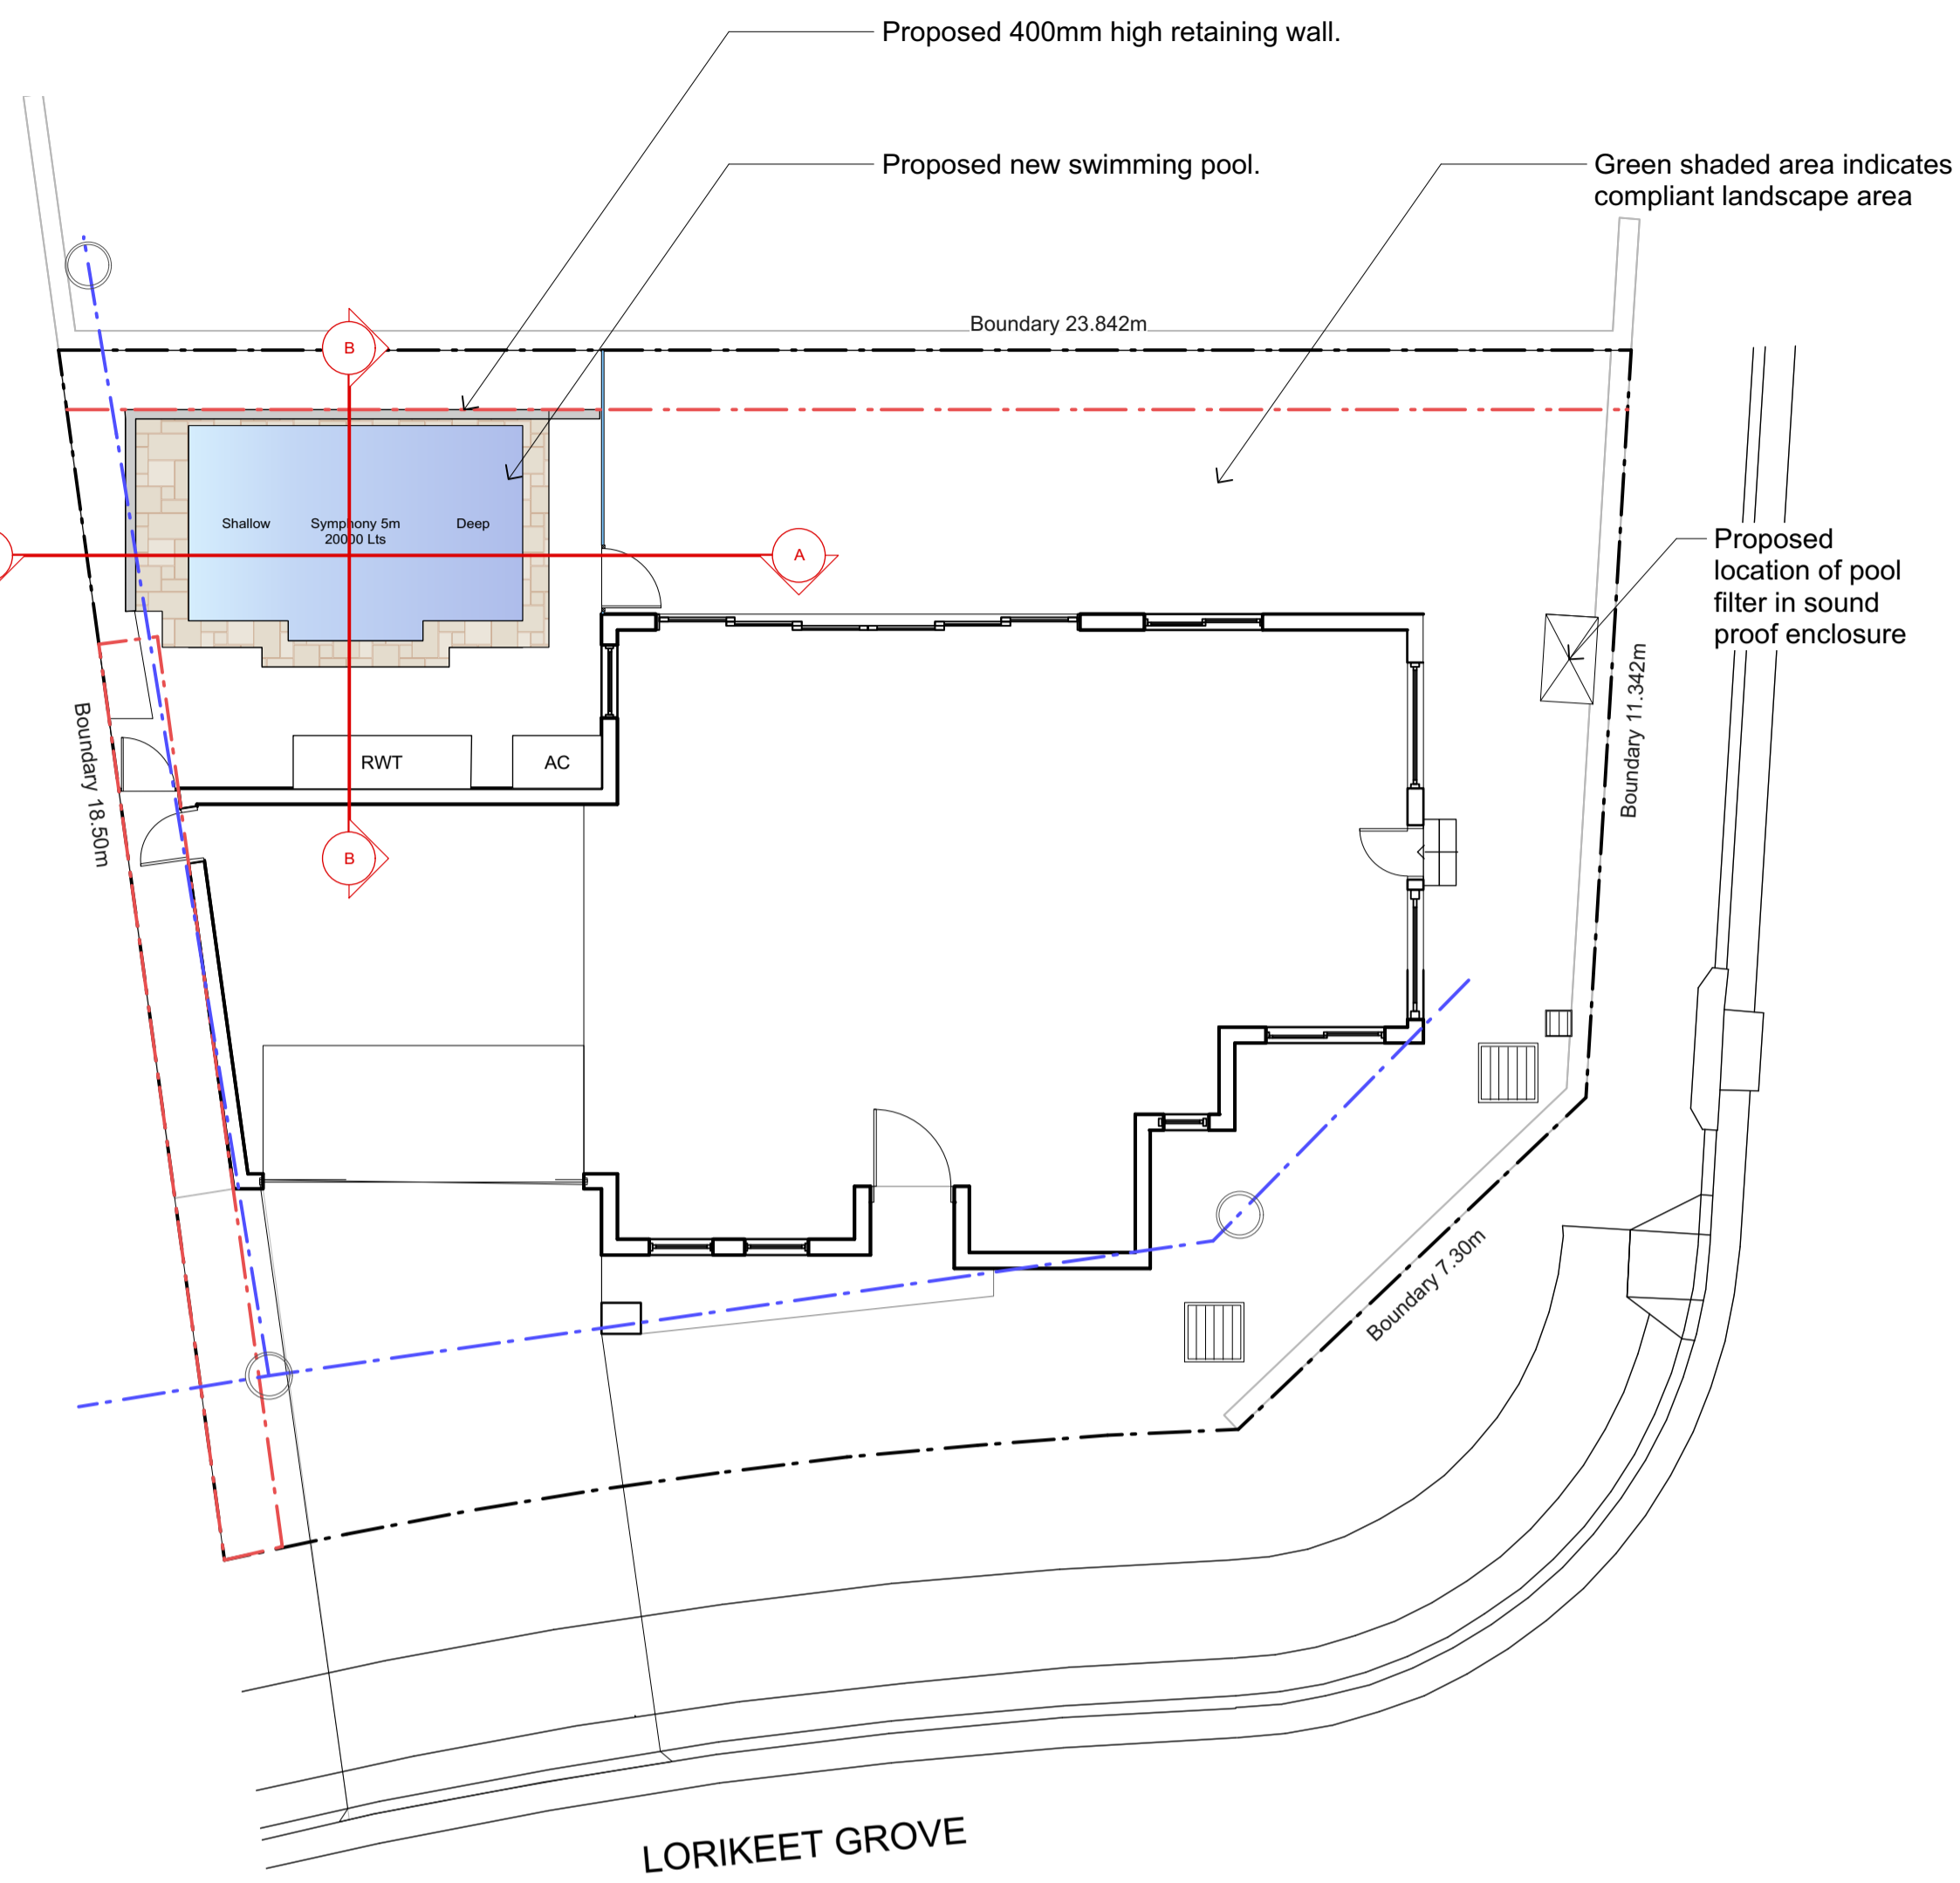 Proposed 400mm high retaining wall.
Proposed new swimming pool.
Green shaded area indicates
compliant landscape area
Boundary 23.842m
B
Shallow
Symphony 5m
20000 Lts
Deep
A
Proposed
location of pool
filter in sound
proof enclosure
Boundary 11.342m
Boundary 18.50m
RWT
AC
B
Boundary 7.30m
LORIKEET GROVE